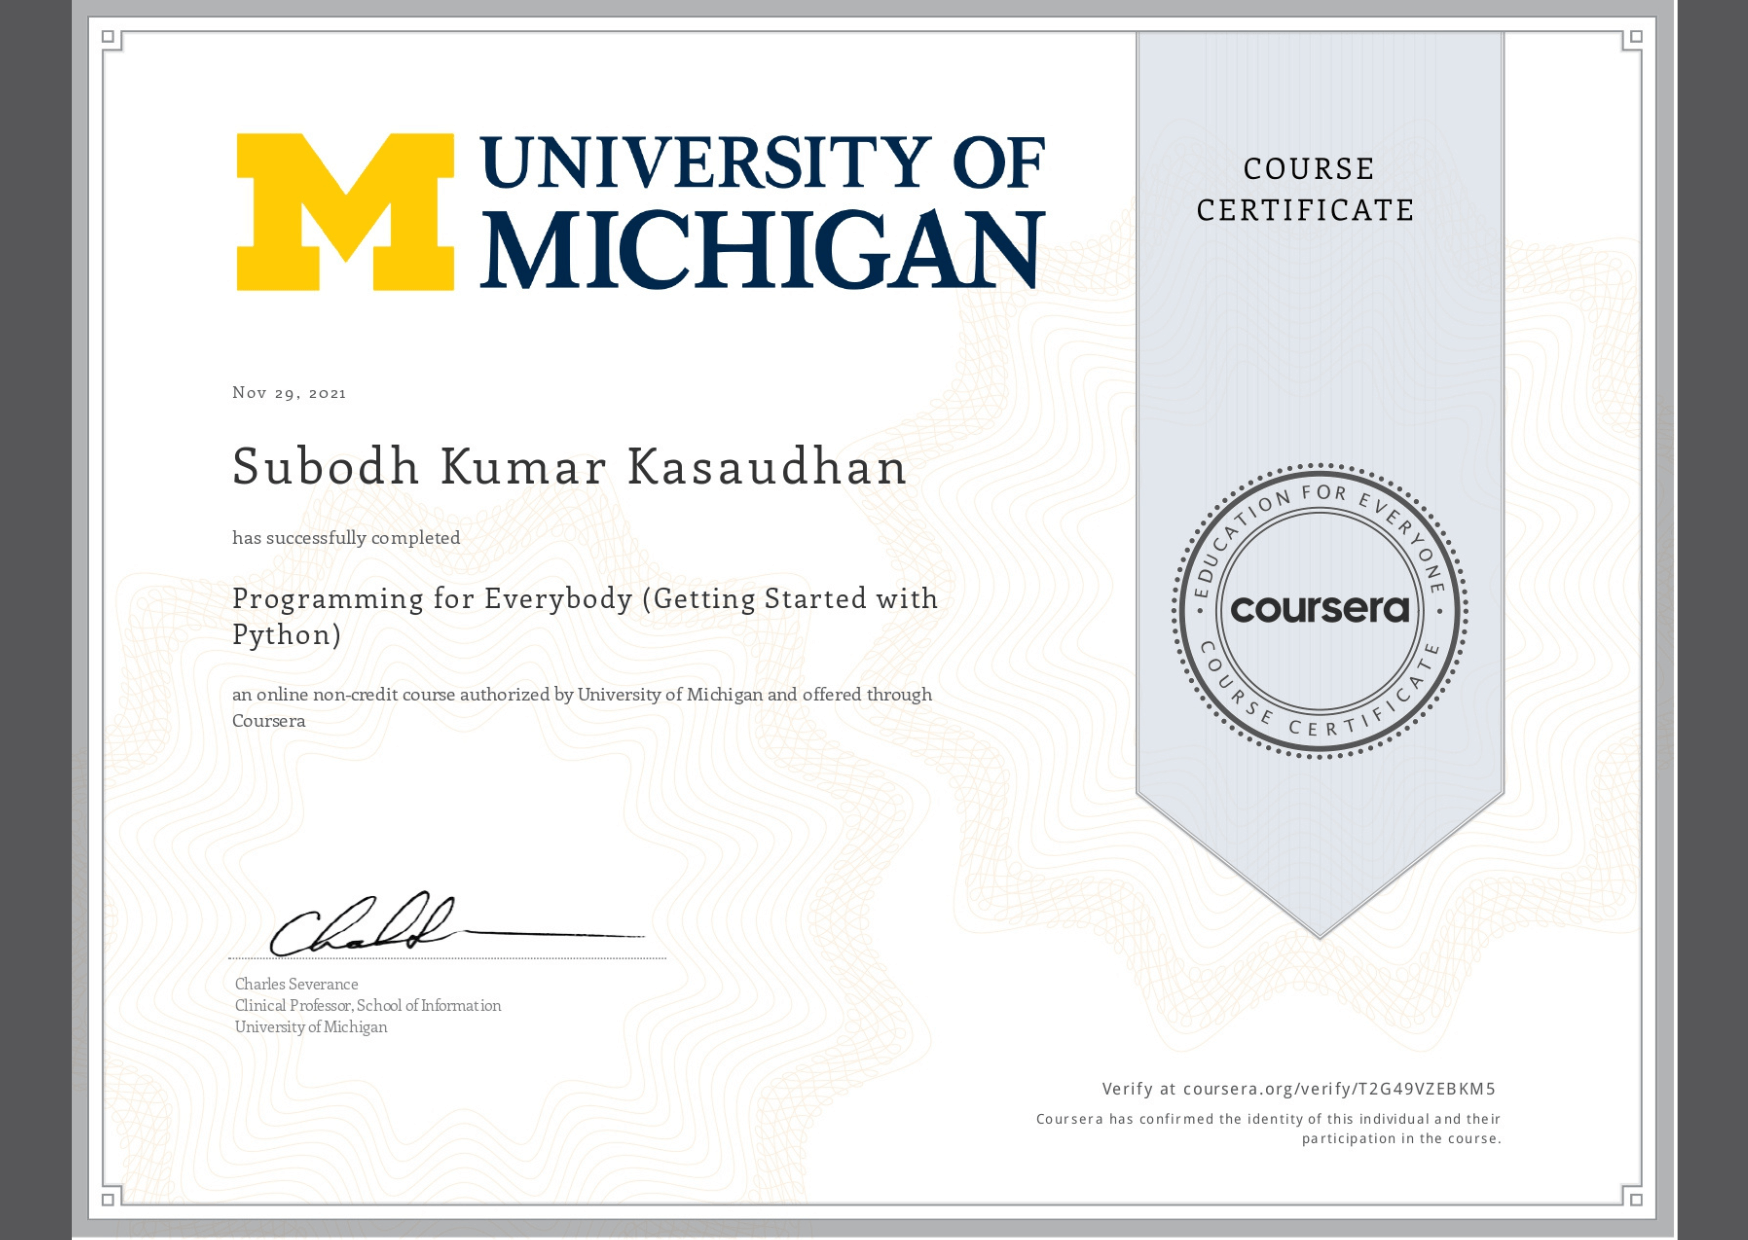 UNIVERSITY OF
MICHIGAN
COURSE
CERTIFICATE
Nov 29, 2021
Subodh Kumar Kasaudhan
has successfully completed
Programming for Everybody (Getting Started with
Python)
an online non-credit course authorized by University of Michigan and offered through
Coursera
EDUCATION FOR EVERYONE
coursera
COURSE CERTIFICATE
Charles Severance
Clinical Professor, School of Information
University of Michigan
Verify at coursera.org/verify/T2G49VZEBKM5
Coursera has confirmed the identity of this individual and their
participation in the course.